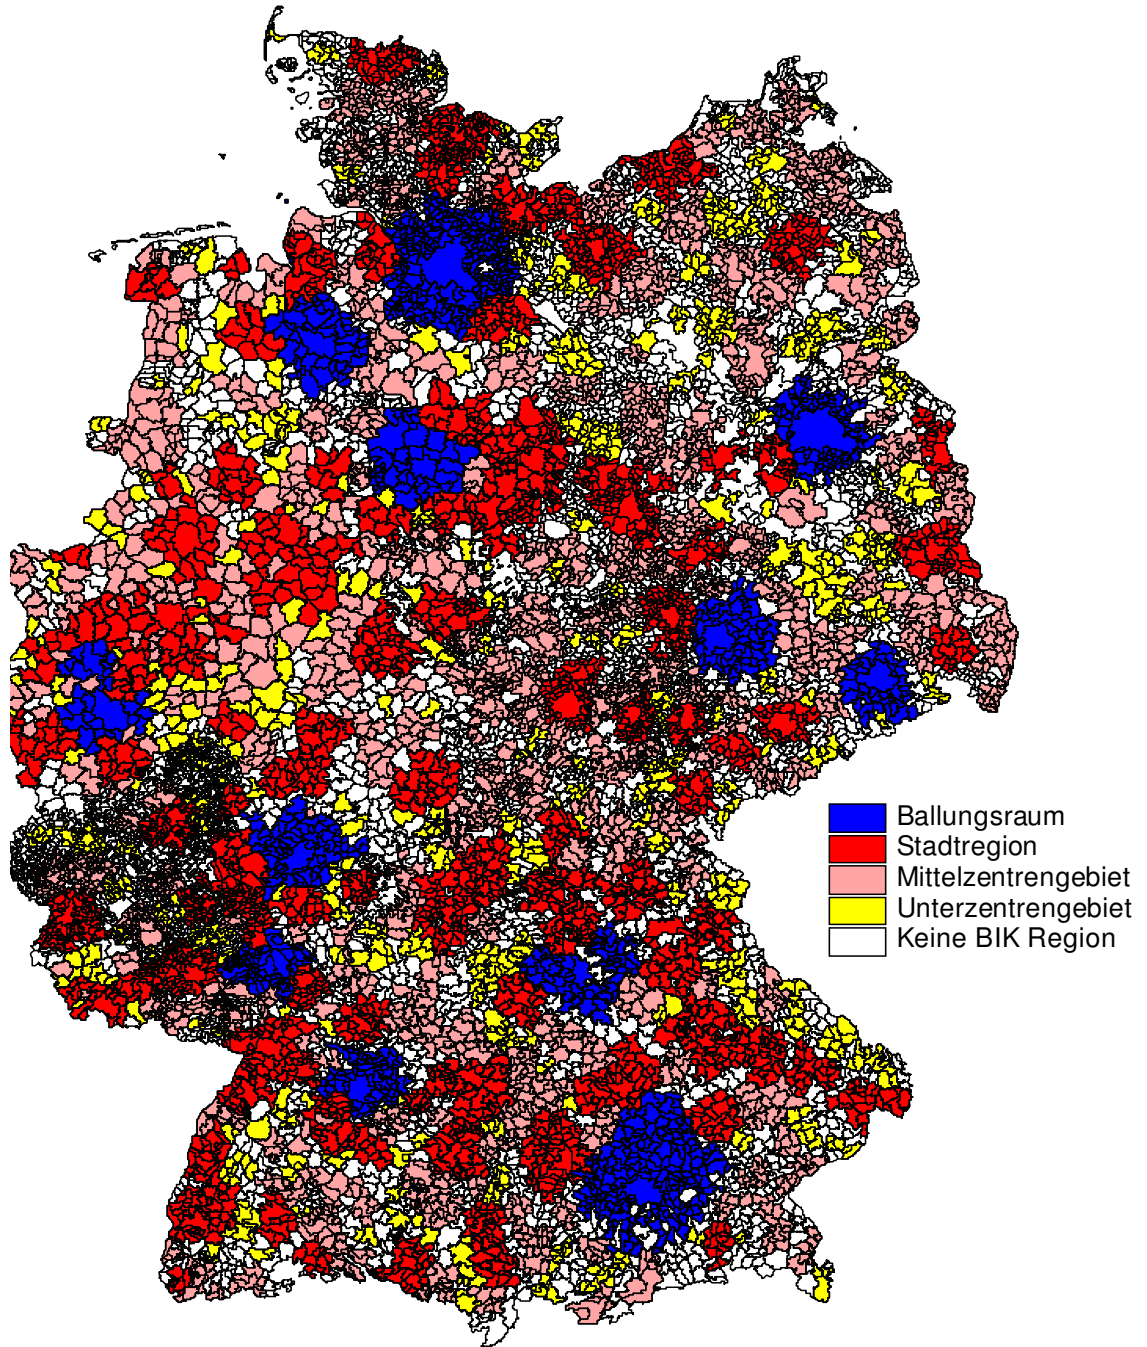 Ballungsraum
Stadtregion
Mittelzentrengebiet
Unterzentrengebiet
Keine BIK Region